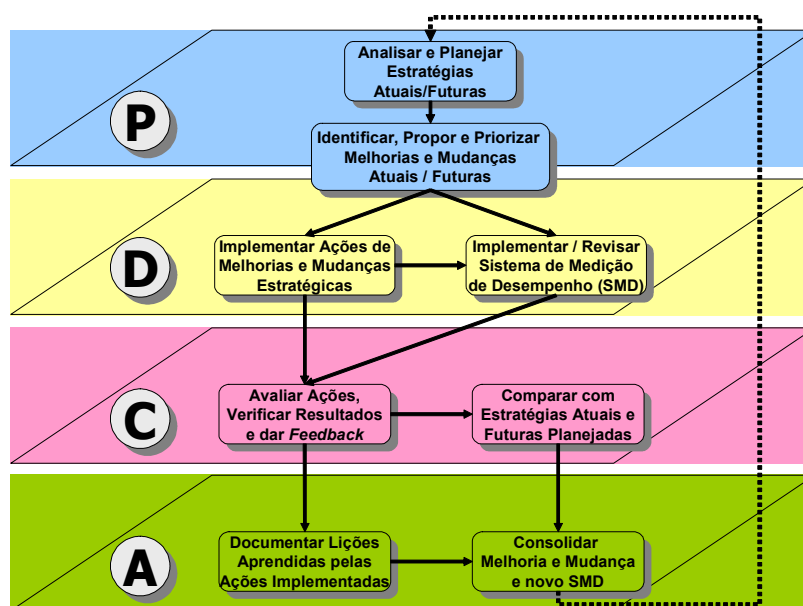 Analisar e Planejar
Estratégias
Atuais/Futuras
P
Identificar, Propor e Priorizar
Melhorias e Mudanças
Atuais / Futuras
D
Implementar Ações de
Melhorias e Mudanças
Estratégicas
Implementar / Revisar
Sistema de Medição
de Desempenho (SMD)
C
Avaliar Ações,
Verificar Resultados
e dar Feedback
Comparar com
Estratégias Atuais e
Futuras Planejadas
A
Documentar Lições
Aprendidas pelas
Ações Implementadas
Consolidar
Melhoria e Mudança
e novo SMD